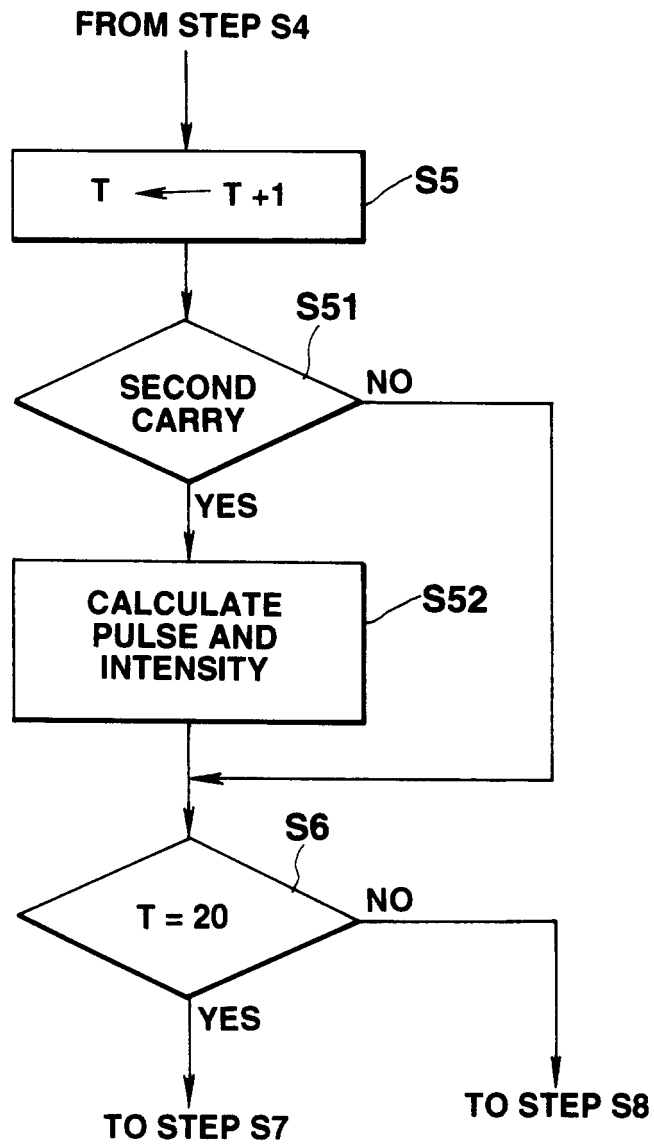 FROM STEP S4
T ← T +1
S5
S51
SECOND
CARRY
NO
YES
CALCULATE
PULSE AND
INTENSITY
S52
S6
T = 20
NO
YES
TO STEP S8
TO STEP S7